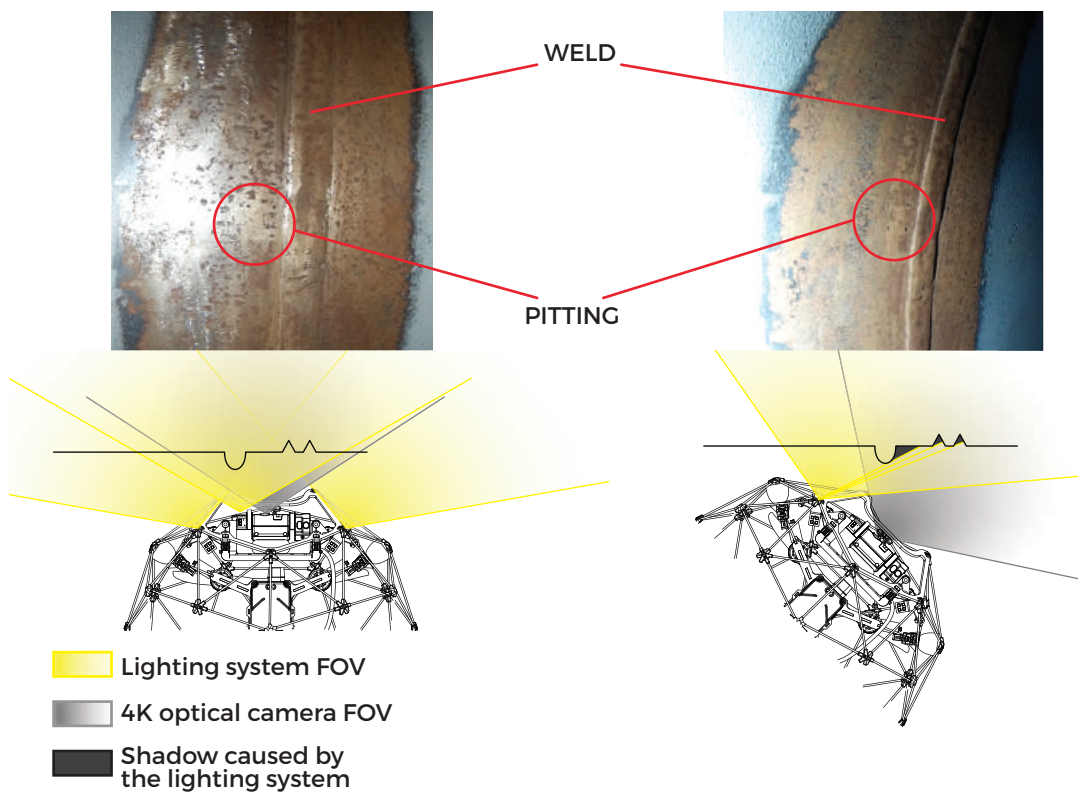 WELD
PITTING
Lighting system FOV
4K optical camera FOV
Shadow caused by
the lighting system